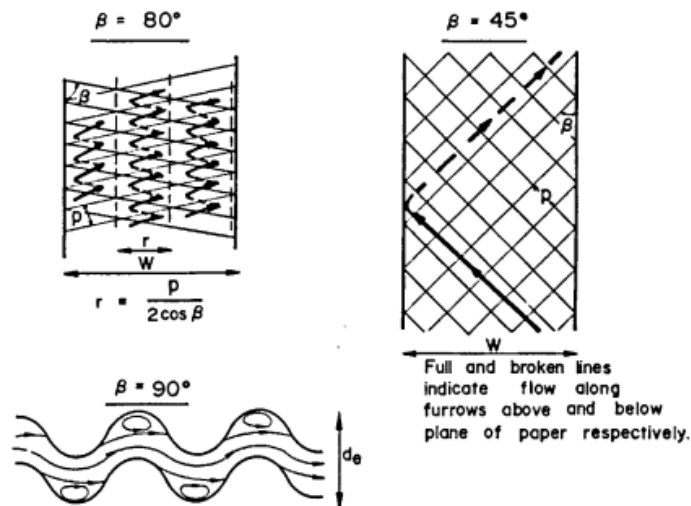 β = 80°
β = 45°
β
β
p
p
r
W
r = p / 2cos β
W
Full and broken lines
indicate flow along
furrows above and below
plane of paper respectively.
β = 90°
de